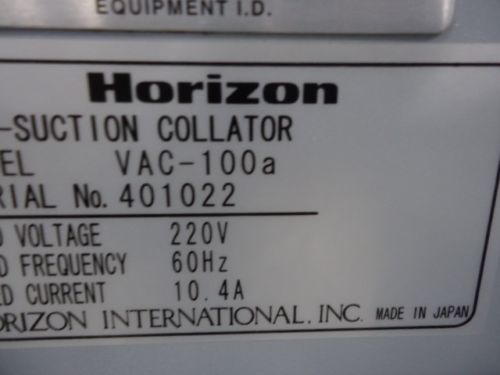 EQUIPMENT I.D.
Horizon
-SUCTION COLLATOR
EL VAC-100a
RIAL No. 401022
D VOLTAGE 220V
D FREQUENCY 60Hz
ED CURRENT 10.4A
ORIZON INTERNATIONAL, INC. MADE IN JAPAN